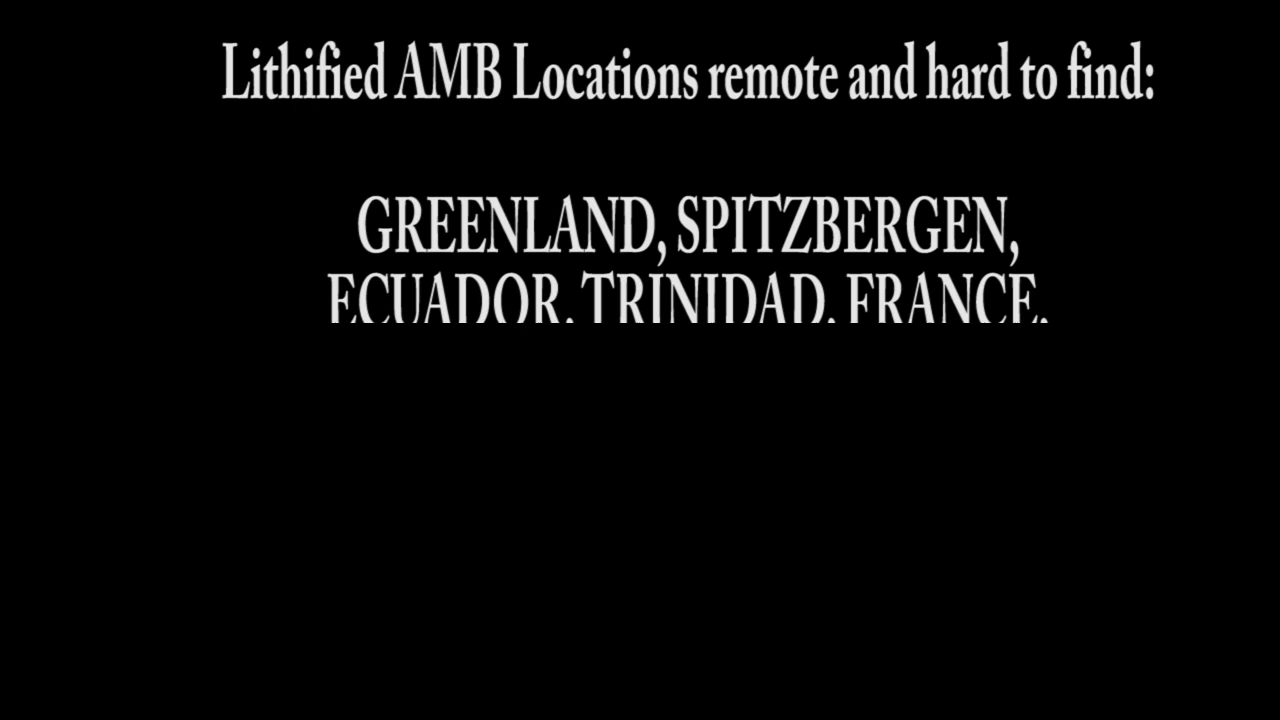 Lithified AMB Locations remote and hard to find:
GREENLAND, SPITZBERGEN,
ECUADOR, TRINIDAD, FRANCE,